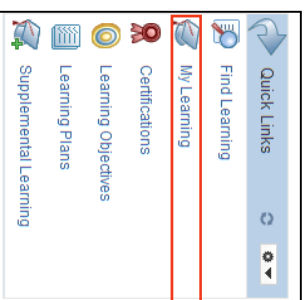 Quick Links
Find Learning
My Learning
Certifications
Learning Objectives
Learning Plans
Supplemental Learning